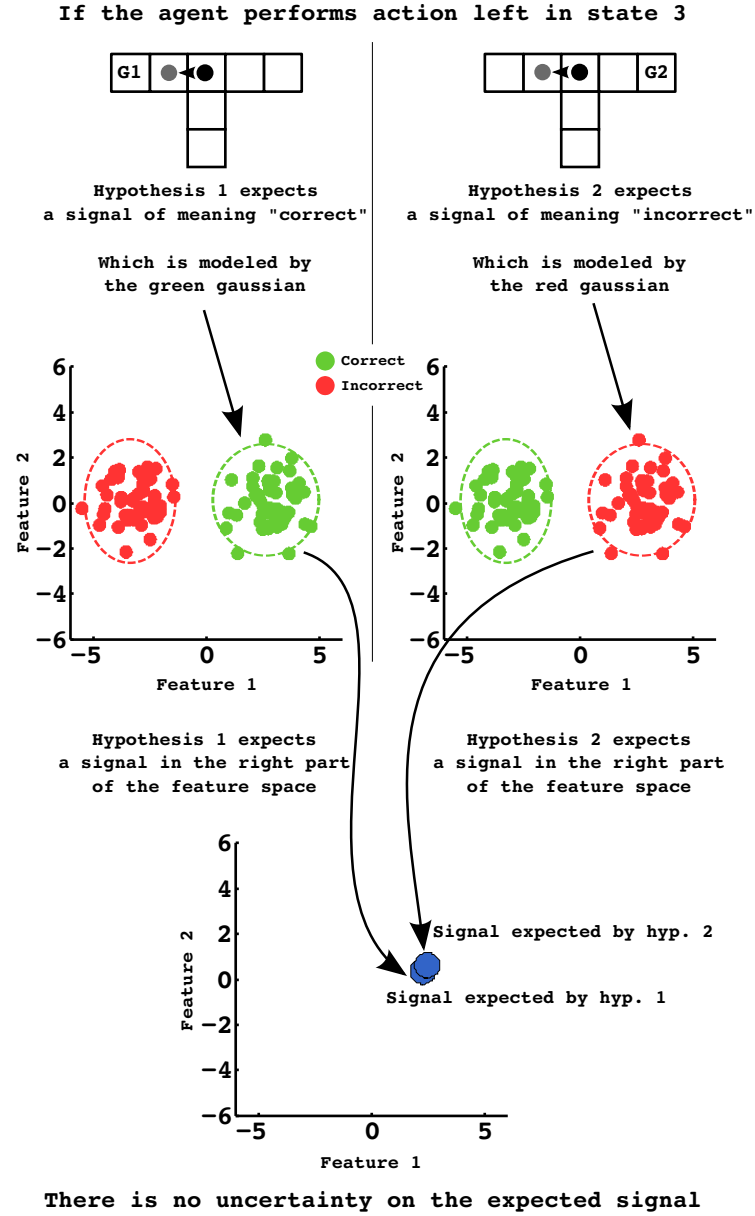 If the agent performs action left in state 3
G1
G2
Hypothesis 1 expects
a signal of meaning "correct"
Hypothesis 2 expects
a signal of meaning "incorrect"
Which is modeled by
the green gaussian
Which is modeled by
the red gaussian
Correct
Incorrect
6
4
2
0
−2
−4
−6
Feature 2
−5
0
5
Feature 1
6
4
2
0
−2
−4
−6
Feature 2
−5
0
5
Feature 1
Hypothesis 1 expects
a signal in the right part
of the feature space
Hypothesis 2 expects
a signal in the right part
of the feature space
6
4
2
0
−2
−4
−6
Feature 2
Signal expected by hyp. 2
Signal expected by hyp. 1
−5
0
5
Feature 1
There is no uncertainty on the expected signal